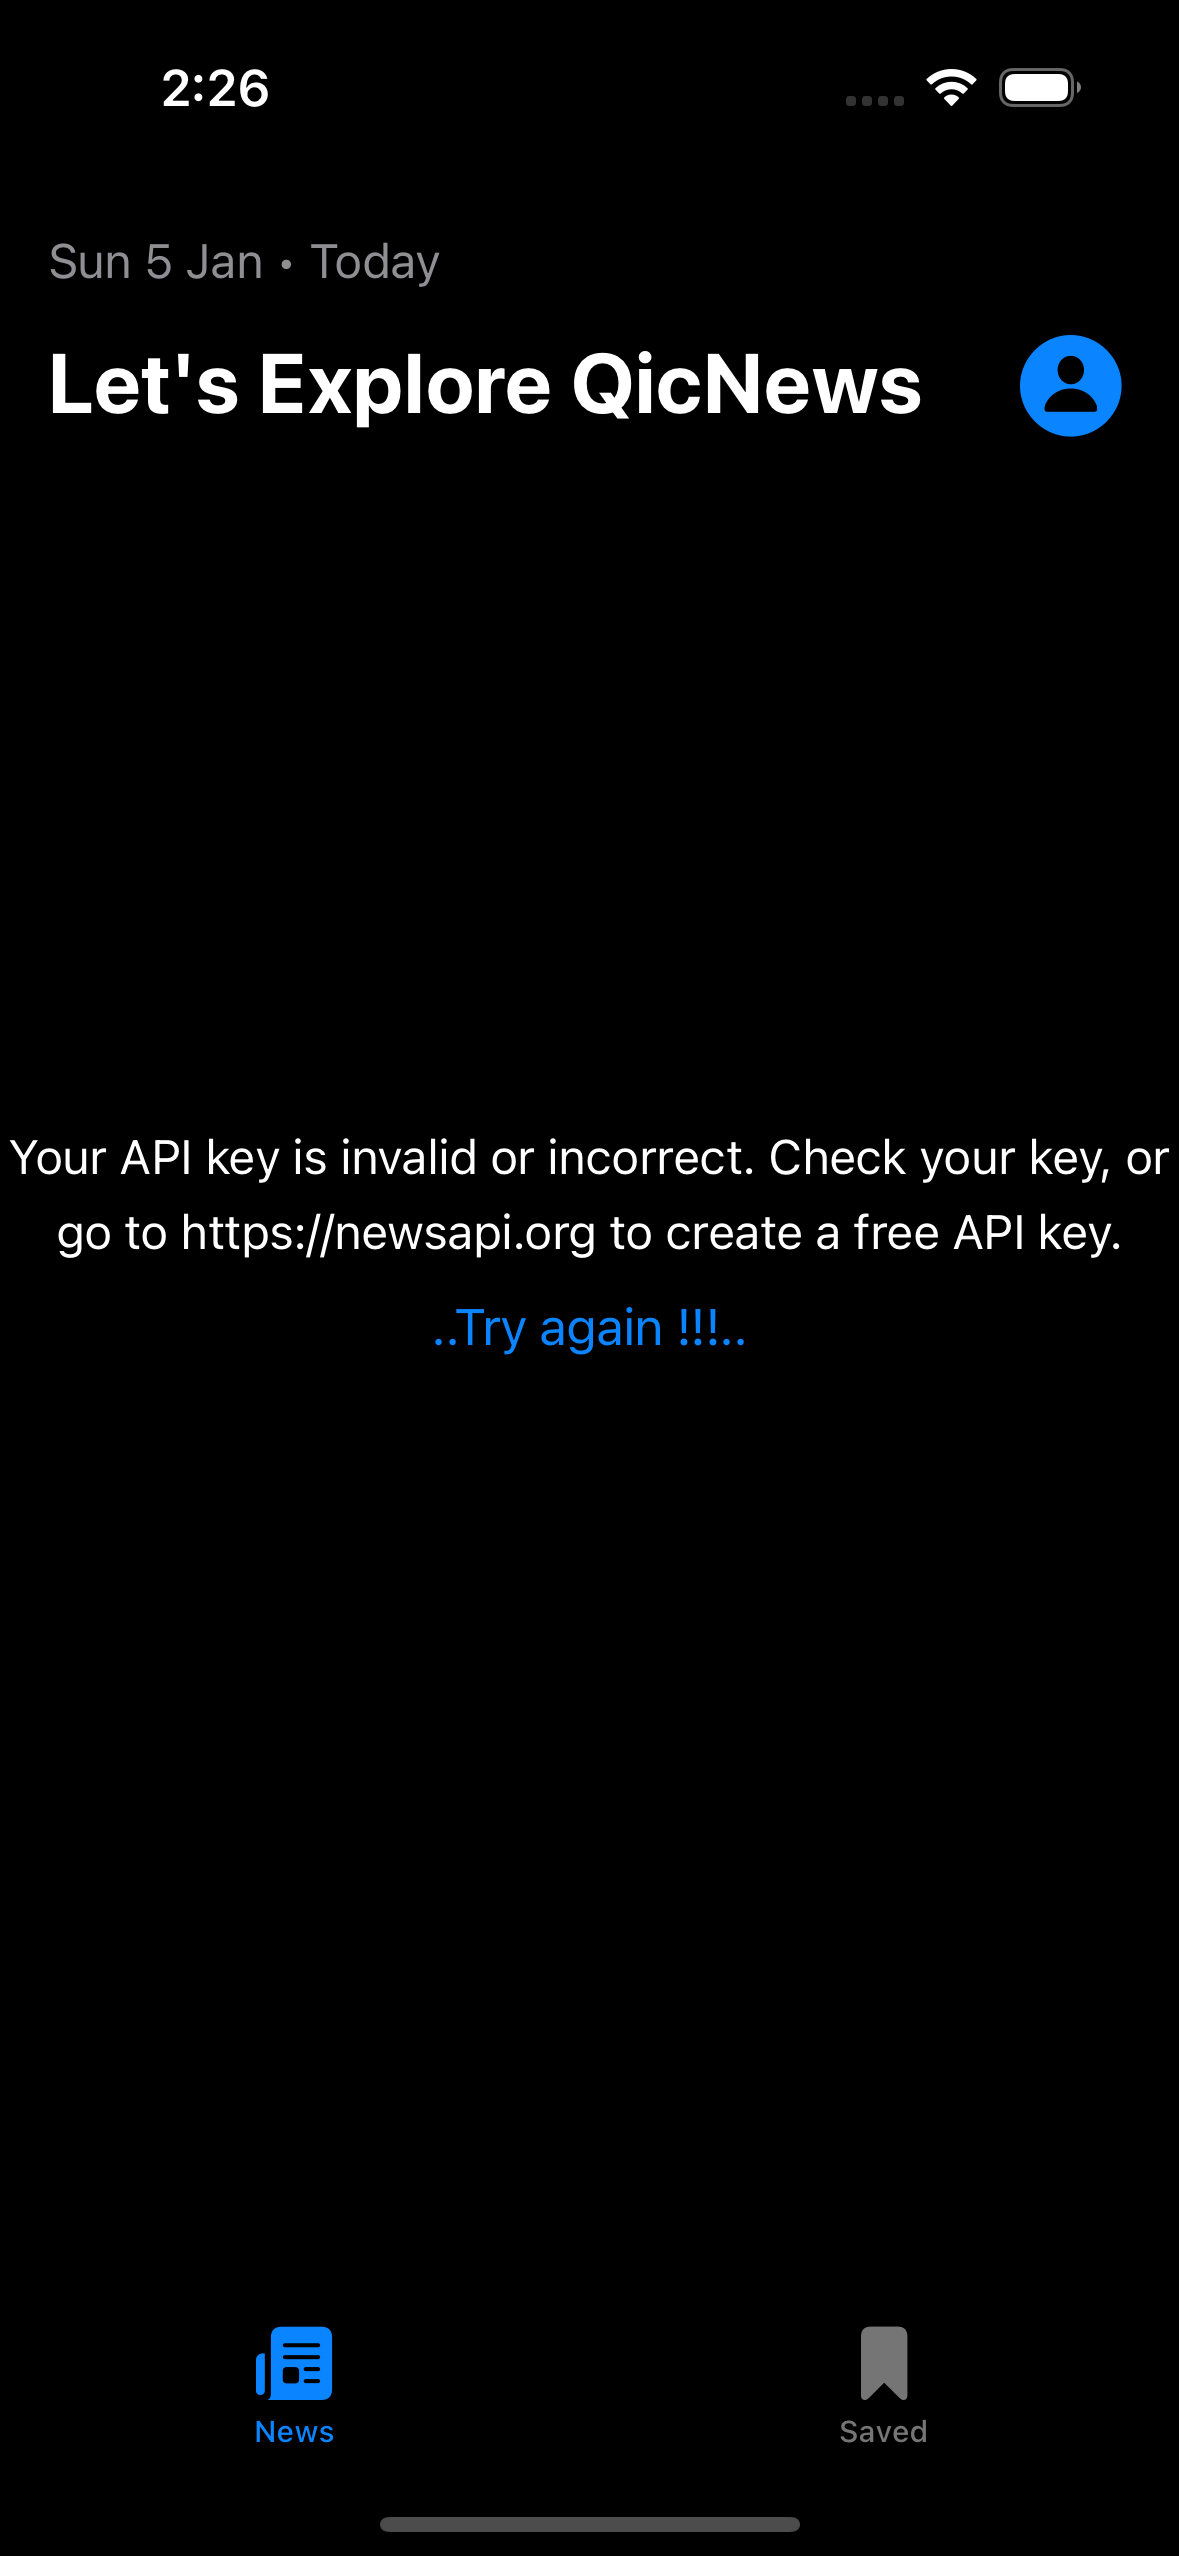 2:26
Sun 5 Jan • Today
Let's Explore QicNews
Your API key is invalid or incorrect. Check your key, or
go to https://newsapi.org to create a free API key.
..Try again !!!..
News
Saved